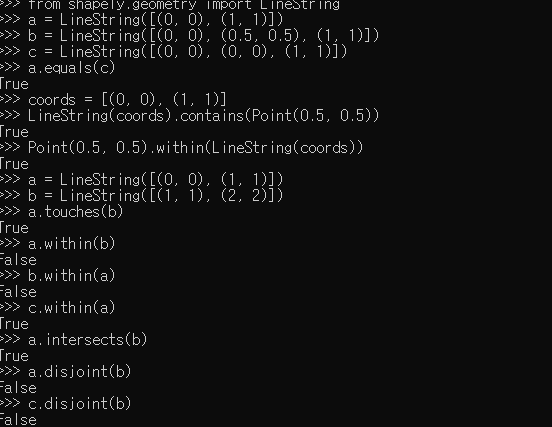 >>> from shapely.geometry import LineString
>>> a = LineString([(0, 0), (1, 1)])
>>> b = LineString([(0, 0), (0.5, 0.5), (1, 1)])
>>> c = LineString([(0, 0), (0, 0), (1, 1)])
>>> a.equals(c)
True
>>> coords = [(0, 0), (1, 1)]
>>> LineString(coords).contains(Point(0.5, 0.5))
True
>>> Point(0.5, 0.5).within(LineString(coords))
True
>>> a = LineString([(0, 0), (1, 1)])
>>> b = LineString([(1, 1), (2, 2)])
>>> a.touches(b)
True
>>> a.within(b)
False
>>> b.within(a)
False
>>> c.within(a)
True
>>> a.intersects(b)
True
>>> a.disjoint(b)
False
>>> c.disjoint(b)
False